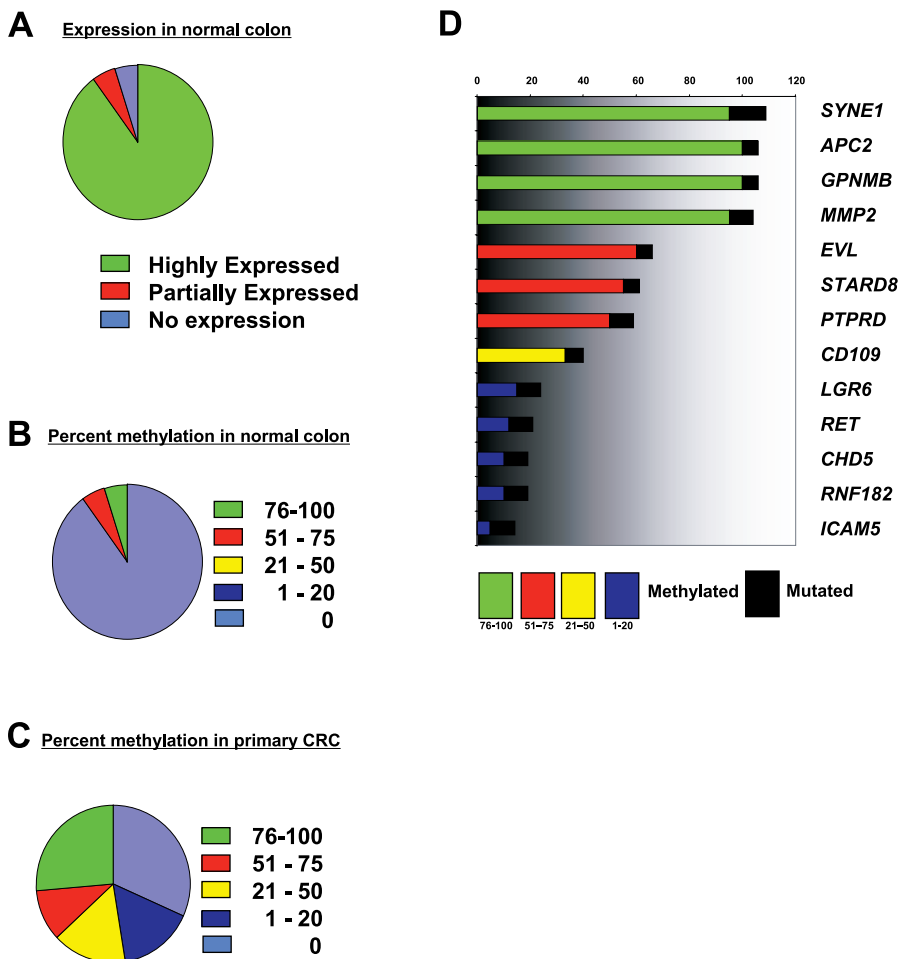 A Expression in normal colon
Highly Expressed
Partially Expressed
No expression
B Percent methylation in normal colon
76-100
51 - 75
21 - 50
1 - 20
0
C Percent methylation in primary CRC
76-100
51 - 75
21 - 50
1 - 20
0
D
0 20 40 60 80 100 120
SYNE1
APC2
GPNMB
MMP2
EVL
STARD8
PTPRD
CD109
LGR6
RET
CHD5
RNF182
ICAM5
Methylated Mutated
76-100 51–75 21–50 1-20